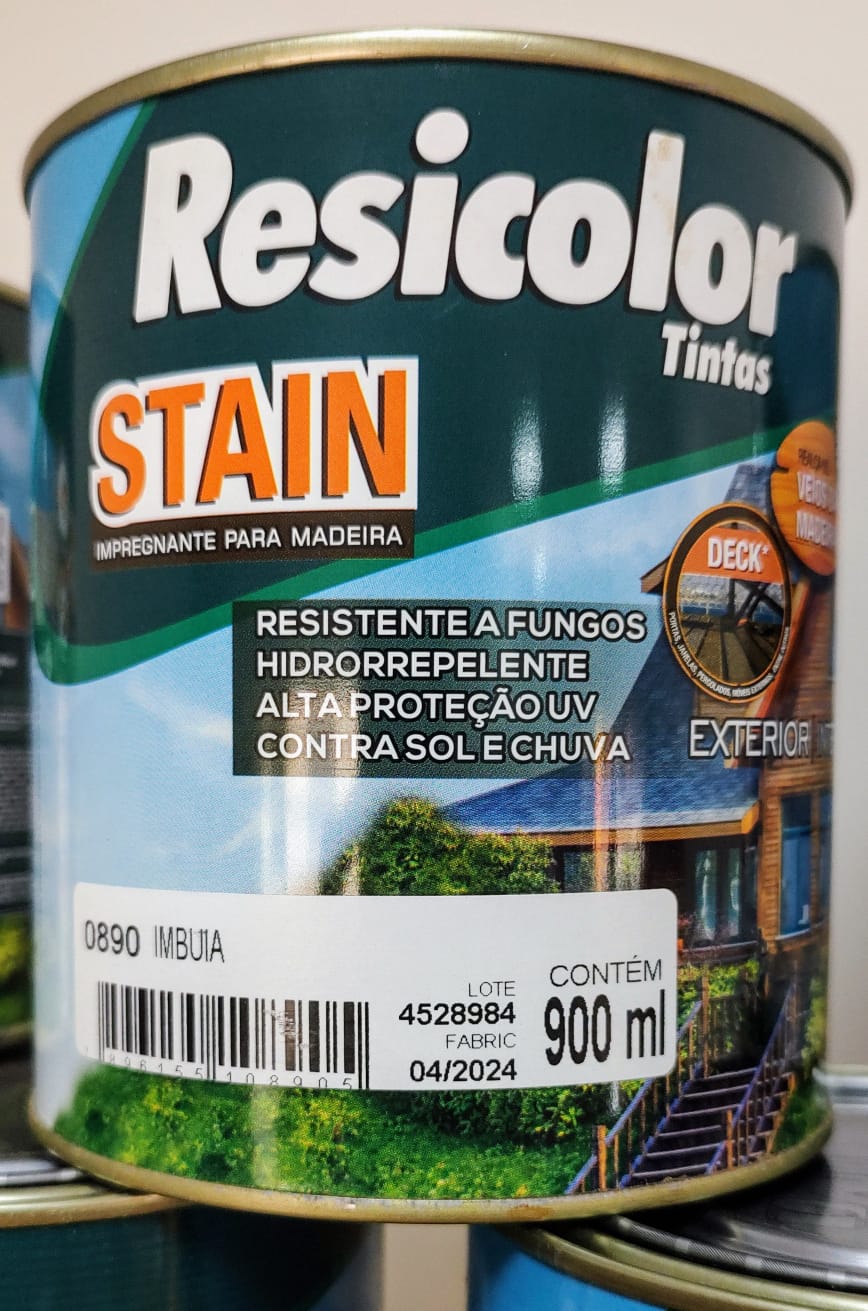 Resicolor
Tintas
STAIN
IMPREGNANTE PARA MADEIRA
DECK*
RESISTENTE A FUNGOS
HIDRORREPELENTE
ALTA PROTEÇÃO UV
CONTRA SOL E CHUVA
EXTERIOR
0890 IMBUIA
LOTE
4528984
FABRIC
04/2024
CONTÉM
900 ml